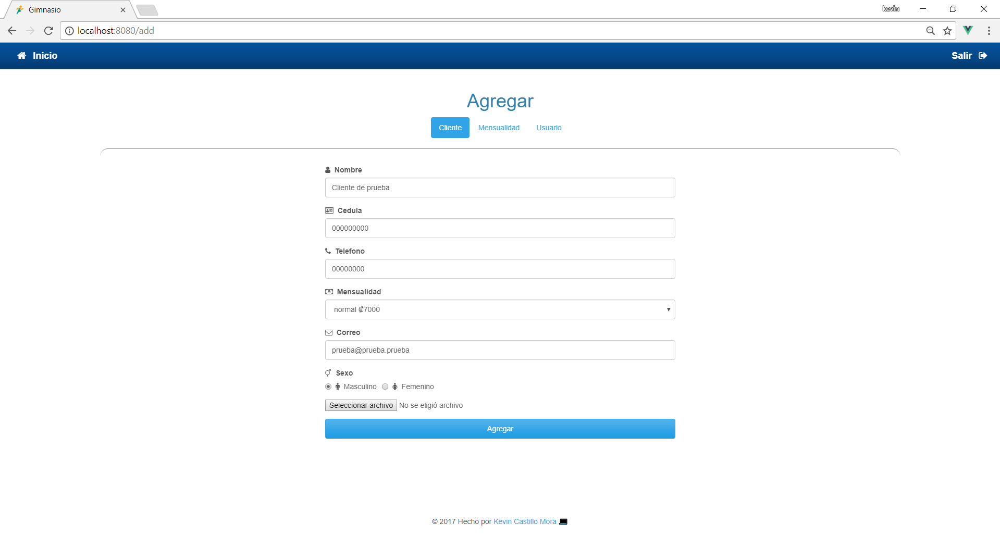 Gimnasio
kevin
localhost:8080/add
Inicio
Salir
Agregar
Cliente Mensualidad Usuario
Nombre
Cliente de prueba
Cedula
000000000
Telefono
00000000
Mensualidad
normal ₡7000
Correo
prueba@prueba.prueba
Sexo
Masculino Femenino
Seleccionar archivo No se eligió archivo
Agregar
© 2017 Hecho por Kevin Castillo Mora